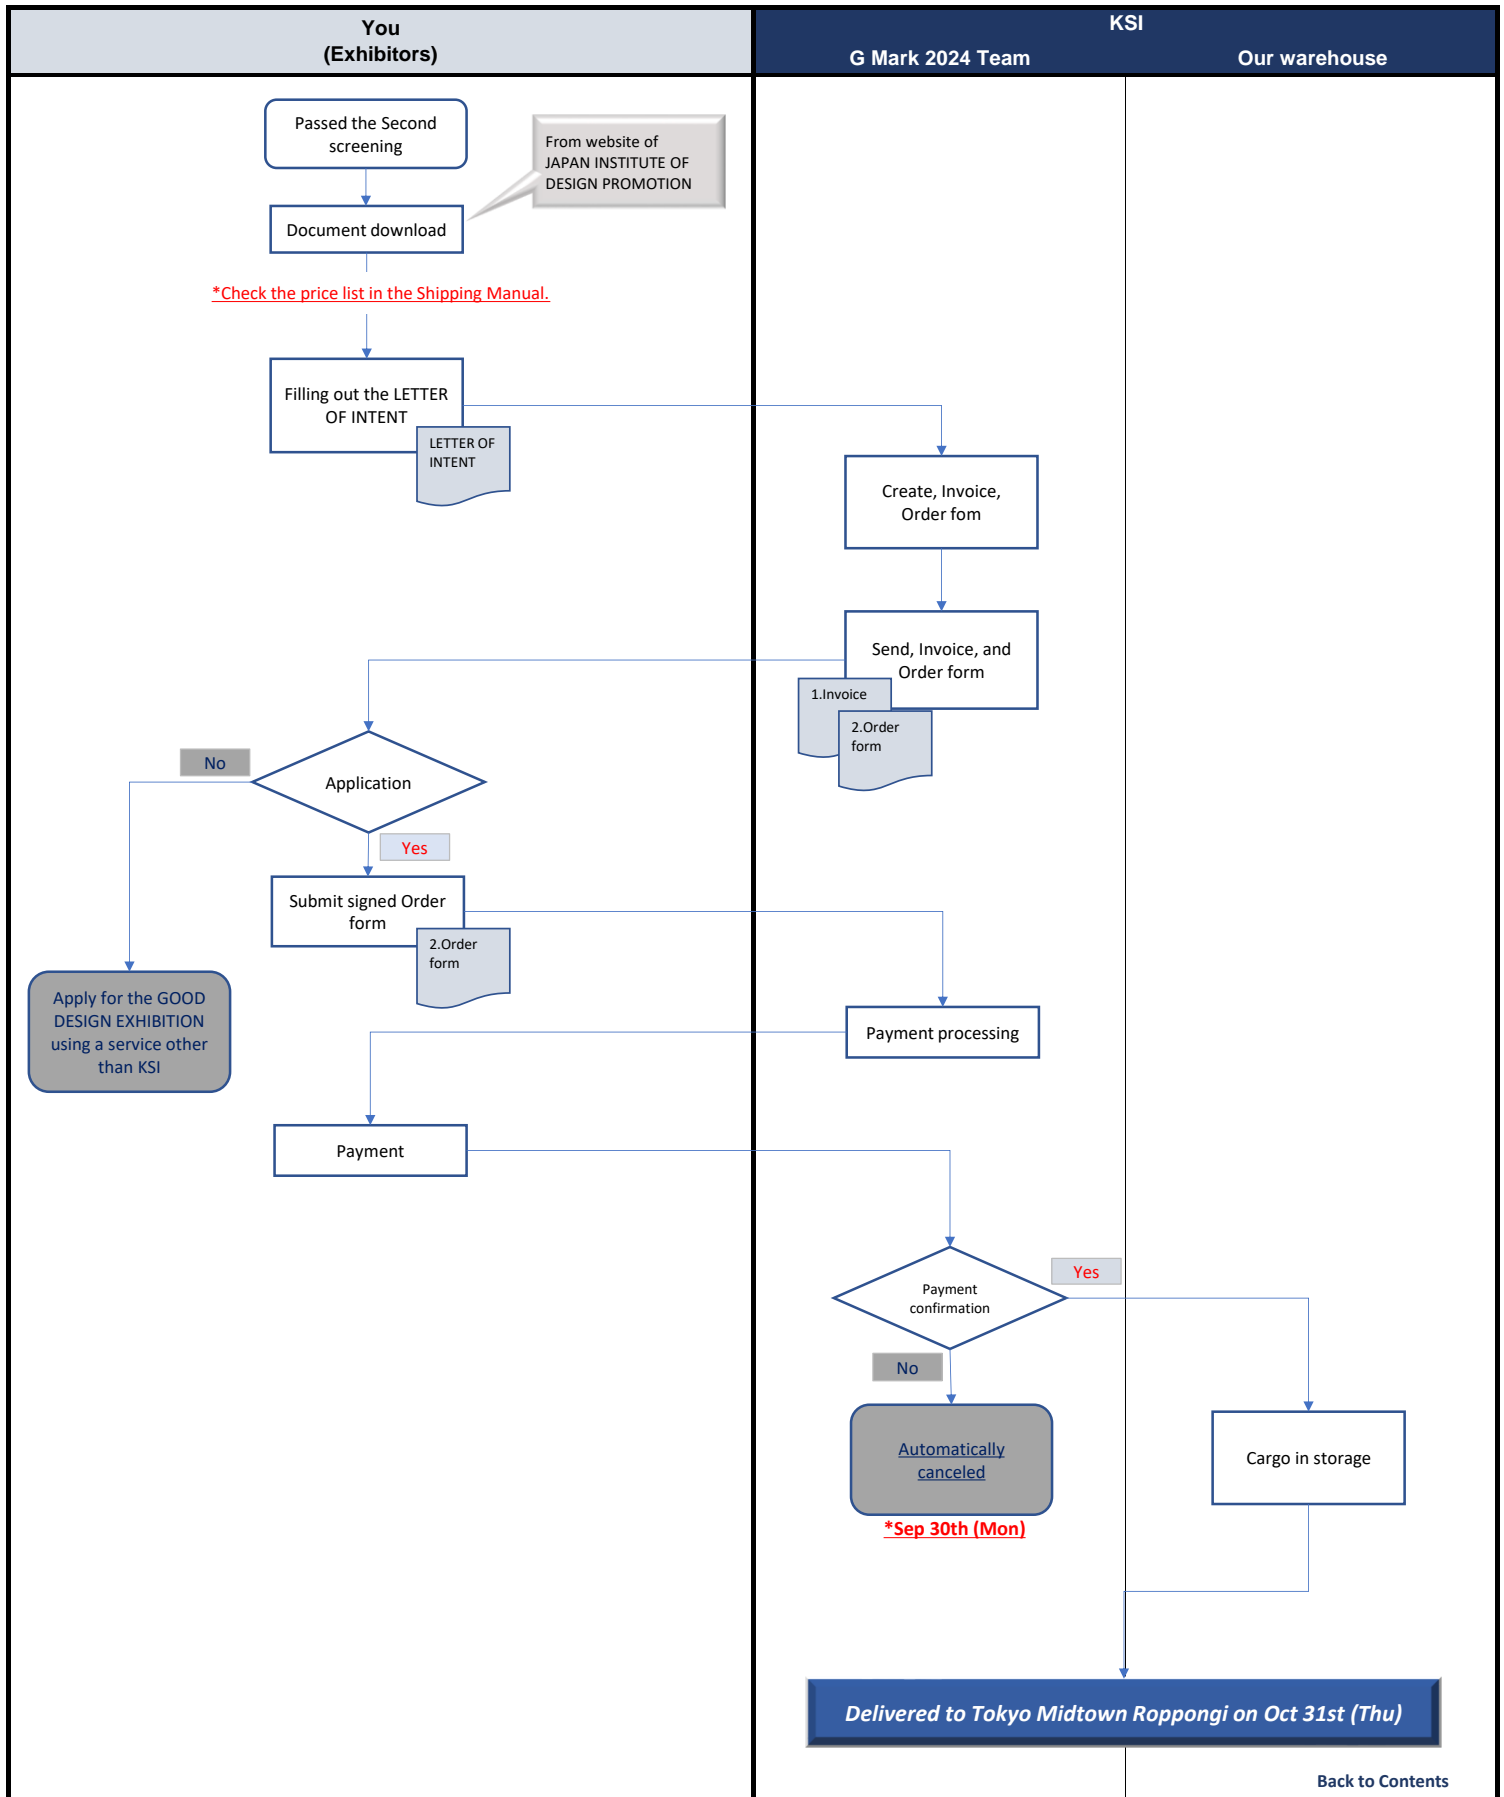 You
(Exhibitors)
KSI
G Mark 2024 Team
Our warehouse
Passed the Second
screening
From website of
JAPAN INSTITUTE OF
DESIGN PROMOTION
Document download
*Check the price list in the Shipping Manual.
Filling out the LETTER
OF INTENT
LETTER OF
INTENT
Create, Invoice,
Order fom
Send, Invoice, and
Order form
1.Invoice
2.Order
form
No
Application
Yes
Submit signed Order
form
2.Order
form
Apply for the GOOD
DESIGN EXHIBITION
using a service other
than KSI
Payment processing
Payment
Yes
Payment
confirmation
No
Automatically
canceled
*Sep 30th (Mon)
Cargo in storage
Delivered to Tokyo Midtown Roppongi on Oct 31st (Thu)
Back to Contents